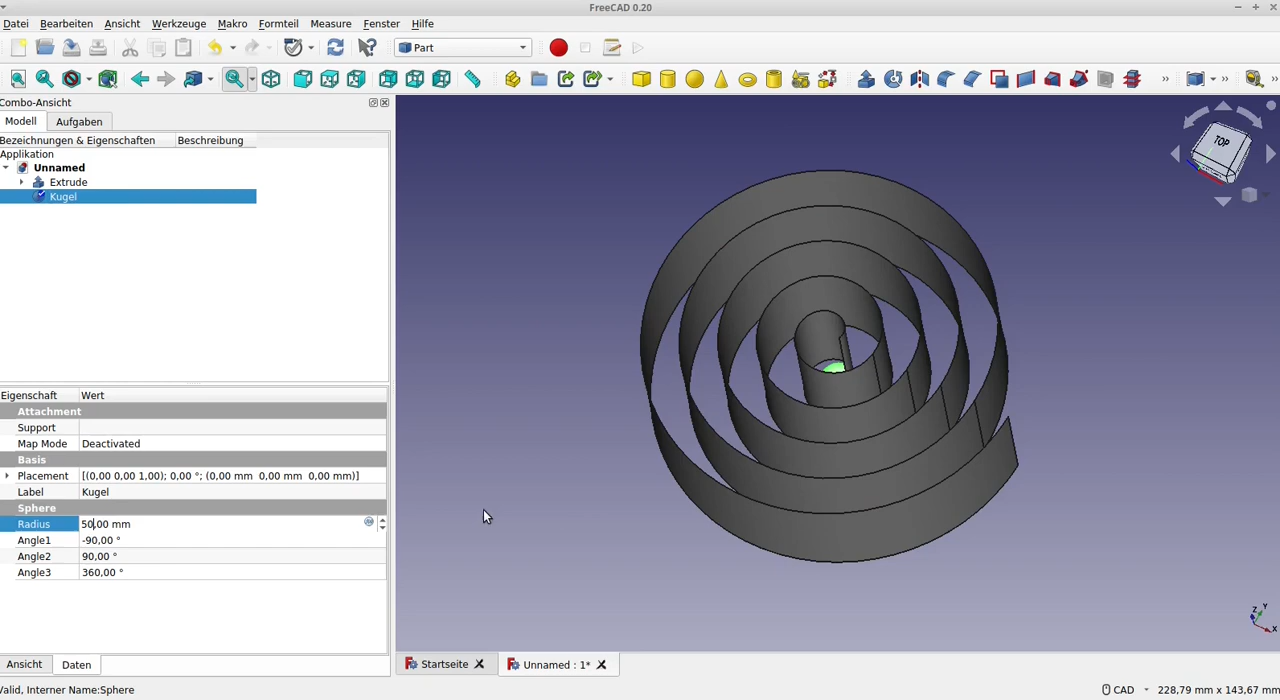 FreeCAD 0.20
Datei Bearbeiten Ansicht Werkzeuge Makro Formteil Measure Fenster Hilfe
Part
Combo-Ansicht
Modell Aufgaben
Bezeichnungen & Eigenschaften Beschreibung
Applikation
Unnamed
Extrude
Kugel
TOP
Eigenschaft Wert
Attachment
Support
Map Mode Deactivated
Basis
Placement [(0,00 0,00 1,00); 0,00 °; (0,00 mm 0,00 mm 0,00 mm)]
Label Kugel
Sphere
Radius 50,00 mm
Angle1 -90,00 °
Angle2 90,00 °
Angle3 360,00 °
Z Y X
Ansicht Daten
Startseite Unnamed : 1*
Valid, Interner Name:Sphere
CAD 228,79 mm x 143,67 mm